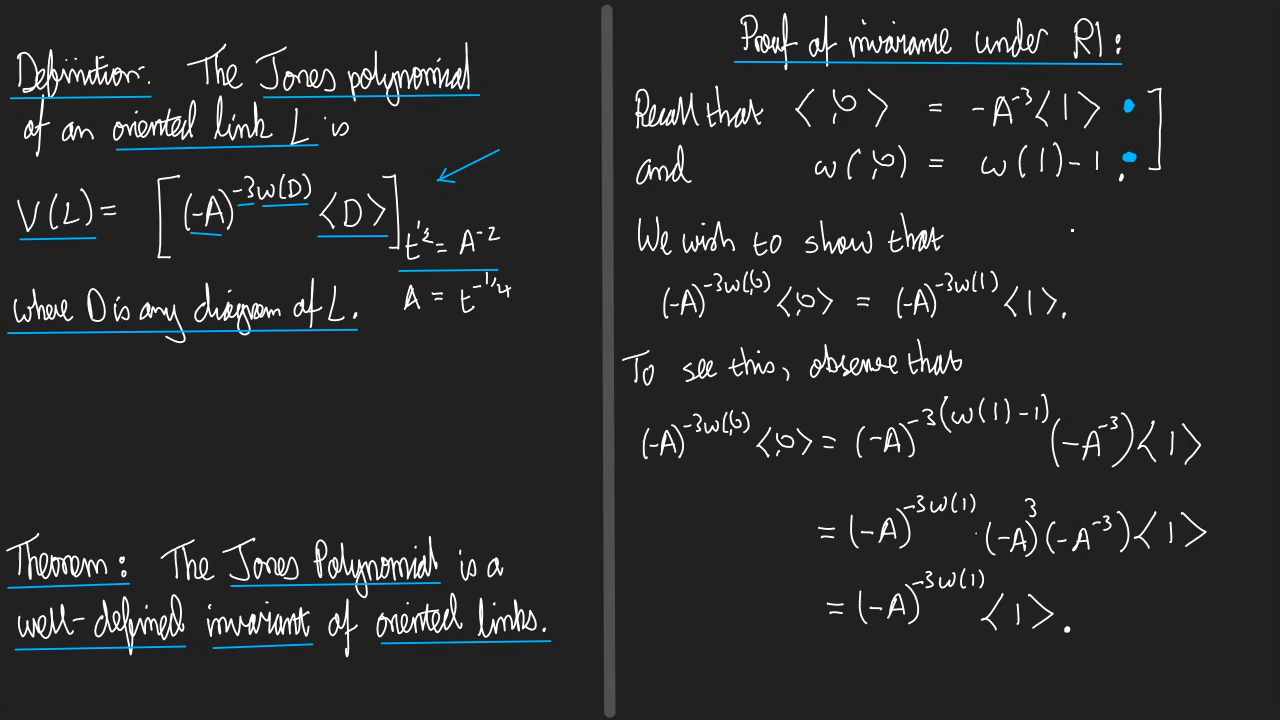 Definition. The Jones polynomial
of an oriented link L is
V(L) = [(-A)^{-3w(D)} ⟨D⟩]_{t^{1/2} = A^{-2}}
A = t^{-1/4}
where D is any diagram of L.
Theorem: The Jones Polynomial is a
well-defined invariant of oriented links.
Proof of invariance under R1:
Recall that ⟨ ⟩ = -A^{-3}⟨ | ⟩
and w( ) = w( | ) - 1 .
We wish to show that
(-A)^{-3w( )} ⟨ ⟩ = (-A)^{-3w( | )} ⟨ | ⟩.
To see this, observe that
(-A)^{-3w( )} ⟨ ⟩ = (-A)^{-3(w( | ) - 1)} (-A^{-3}) ⟨ | ⟩
= (-A)^{-3w( | )} · (-A)^3 (-A^{-3}) ⟨ | ⟩
= (-A)^{-3w( | )} ⟨ | ⟩.